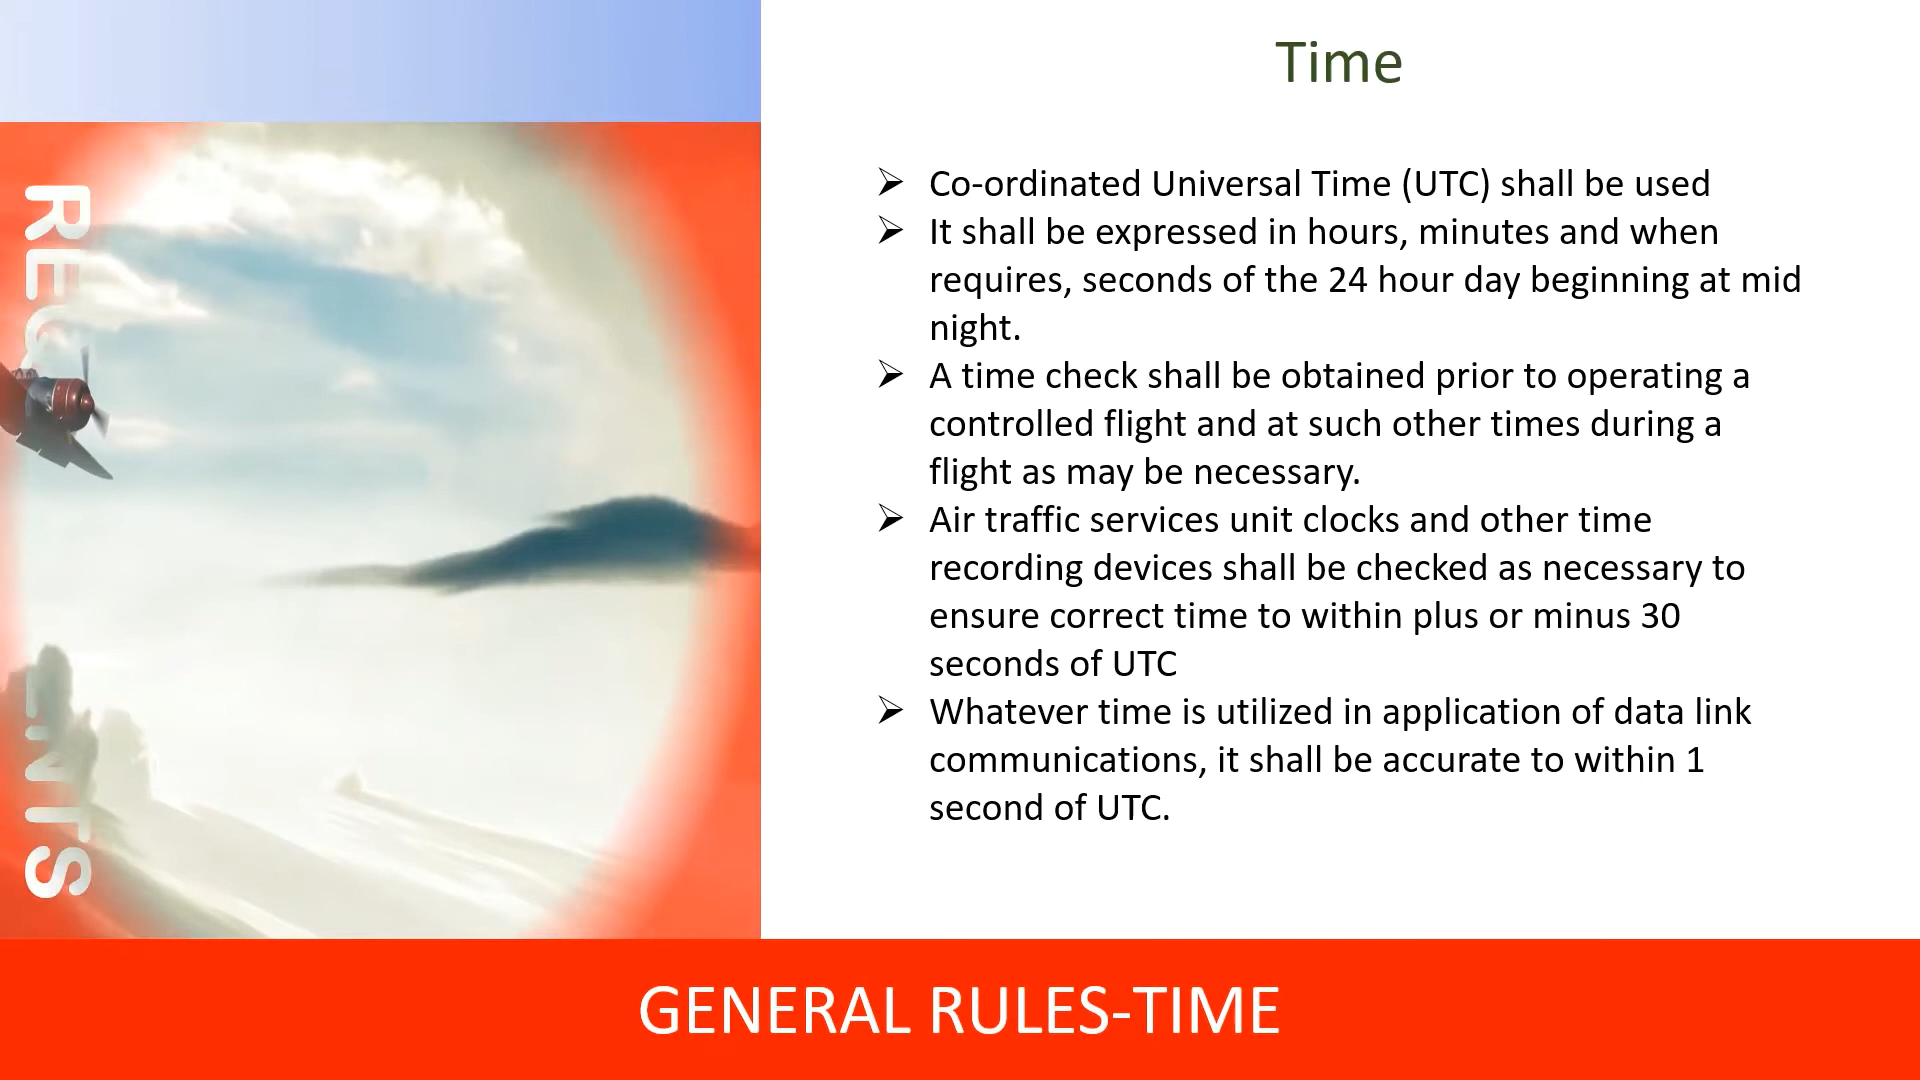 Time
➢ Co-ordinated Universal Time (UTC) shall be used
➢ It shall be expressed in hours, minutes and when
requires, seconds of the 24 hour day beginning at mid
night.
➢ A time check shall be obtained prior to operating a
controlled flight and at such other times during a
flight as may be necessary.
➢ Air traffic services unit clocks and other time
recording devices shall be checked as necessary to
ensure correct time to within plus or minus 30
seconds of UTC
➢ Whatever time is utilized in application of data link
communications, it shall be accurate to within 1
second of UTC.
GENERAL RULES-TIME